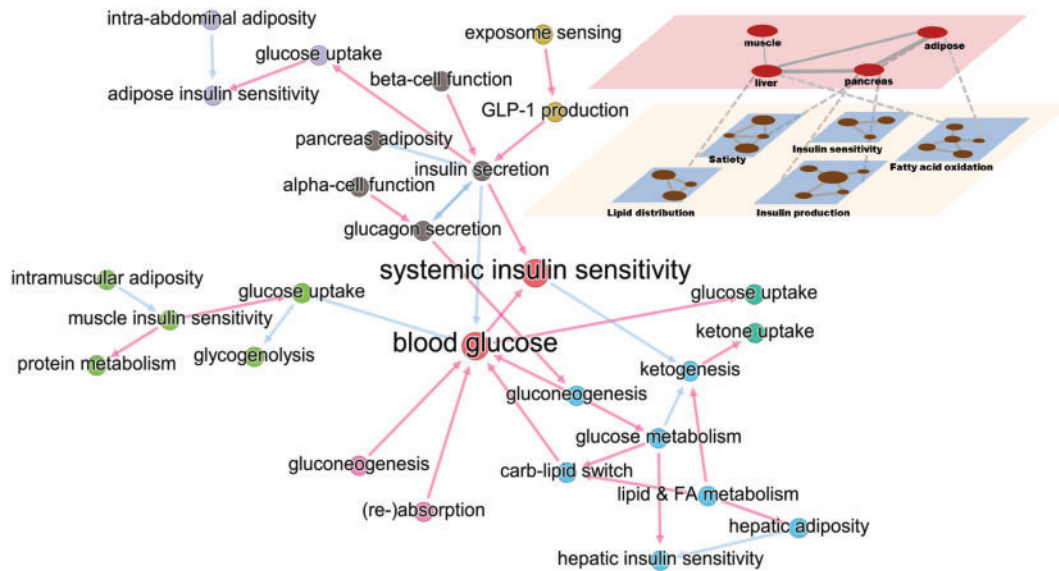 intra-abdominal adiposity
glucose uptake
adipose insulin sensitivity
exposome sensing
beta-cell function
GLP-1 production
pancreas adiposity
insulin secretion
alpha-cell function
glucagon secretion
muscle
adipose
liver
pancreas
Satiety
Insulin sensitivity
Fatty acid oxidation
Lipid distribution
Insulin production
systemic insulin sensitivity
intramuscular adiposity
glucose uptake
muscle insulin sensitivity
protein metabolism
glycogenolysis
blood glucose
glucose uptake
ketone uptake
ketogenesis
gluconeogenesis
glucose metabolism
gluconeogenesis
carb-lipid switch
(re-)absorption
lipid & FA metabolism
hepatic adiposity
hepatic insulin sensitivity